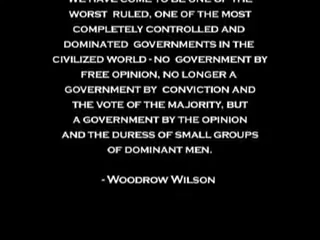 WE HAVE COME TO BE ONE OF THE
WORST RULED, ONE OF THE MOST
COMPLETELY CONTROLLED AND
DOMINATED GOVERNMENTS IN THE
CIVILIZED WORLD - NO GOVERNMENT BY
FREE OPINION, NO LONGER A
GOVERNMENT BY CONVICTION AND
THE VOTE OF THE MAJORITY, BUT
A GOVERNMENT BY THE OPINION
AND THE DURESS OF SMALL GROUPS
OF DOMINANT MEN.
- WOODROW WILSON